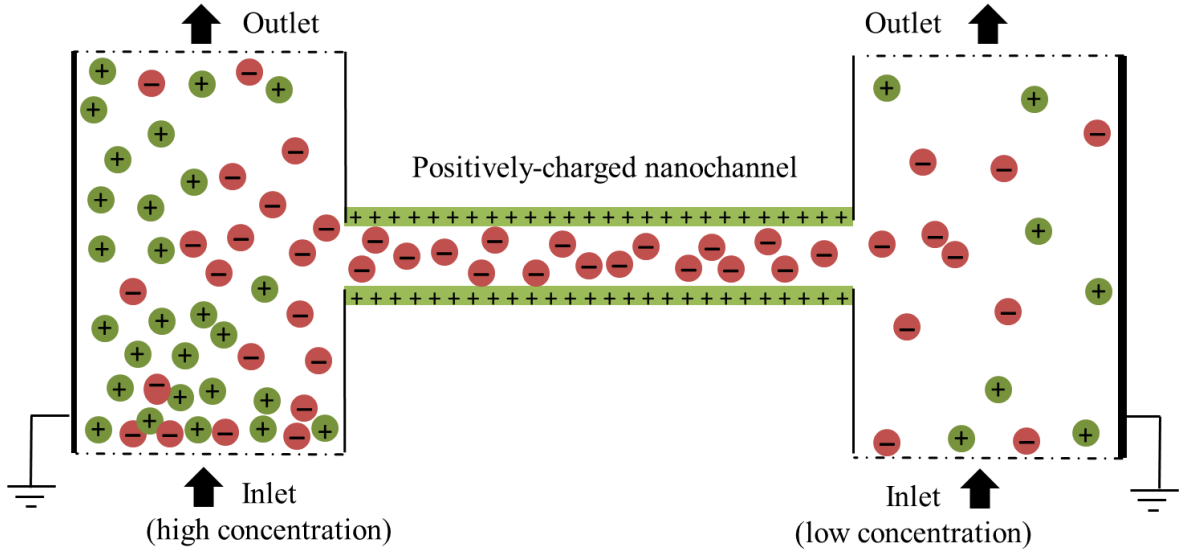 Outlet
Outlet
Positively-charged nanochannel
Inlet
(high concentration)
Inlet
(low concentration)